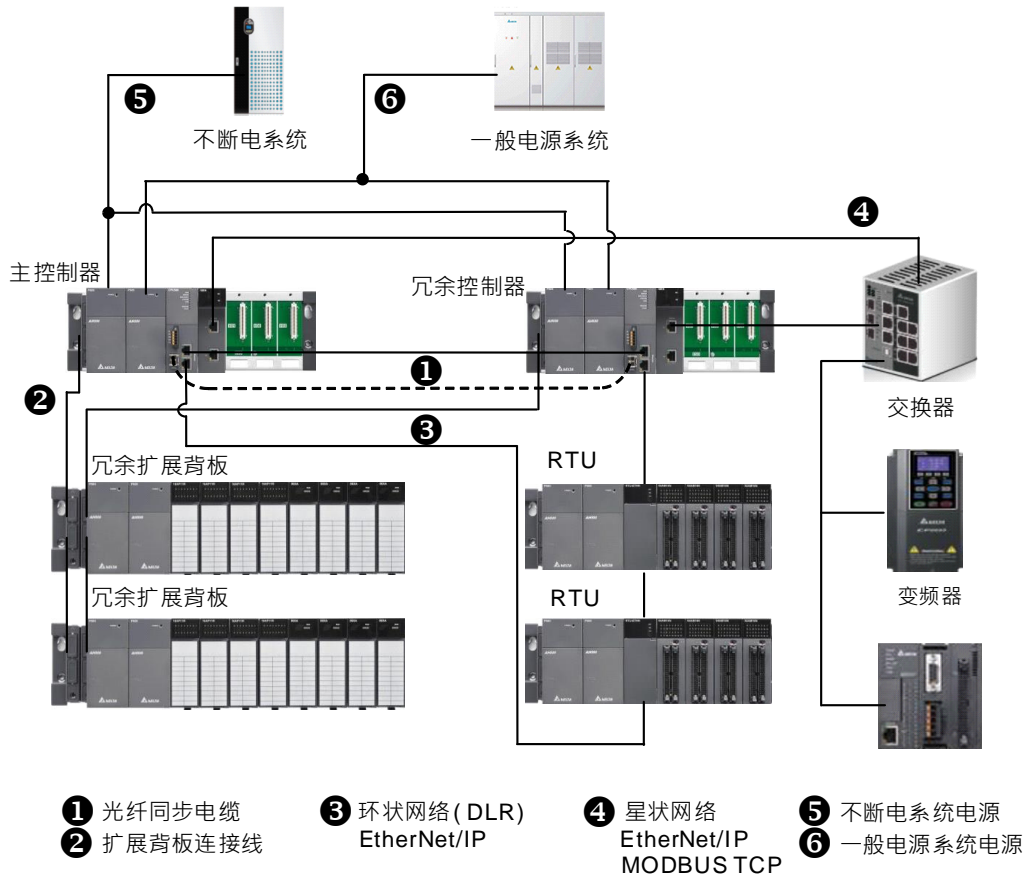 ❺
❻
不断电系统
一般电源系统
❹
主控制器
冗余控制器
❶
❷
交换器
❸
冗余扩展背板
RTU
变频器
冗余扩展背板
RTU
❶ 光纤同步电缆
❷ 扩展背板连接线
❸ 环状网络(DLR)
EtherNet/IP
❹ 星状网络
EtherNet/IP
MODBUS TCP
❺ 不断电系统电源
❻ 一般电源系统电源